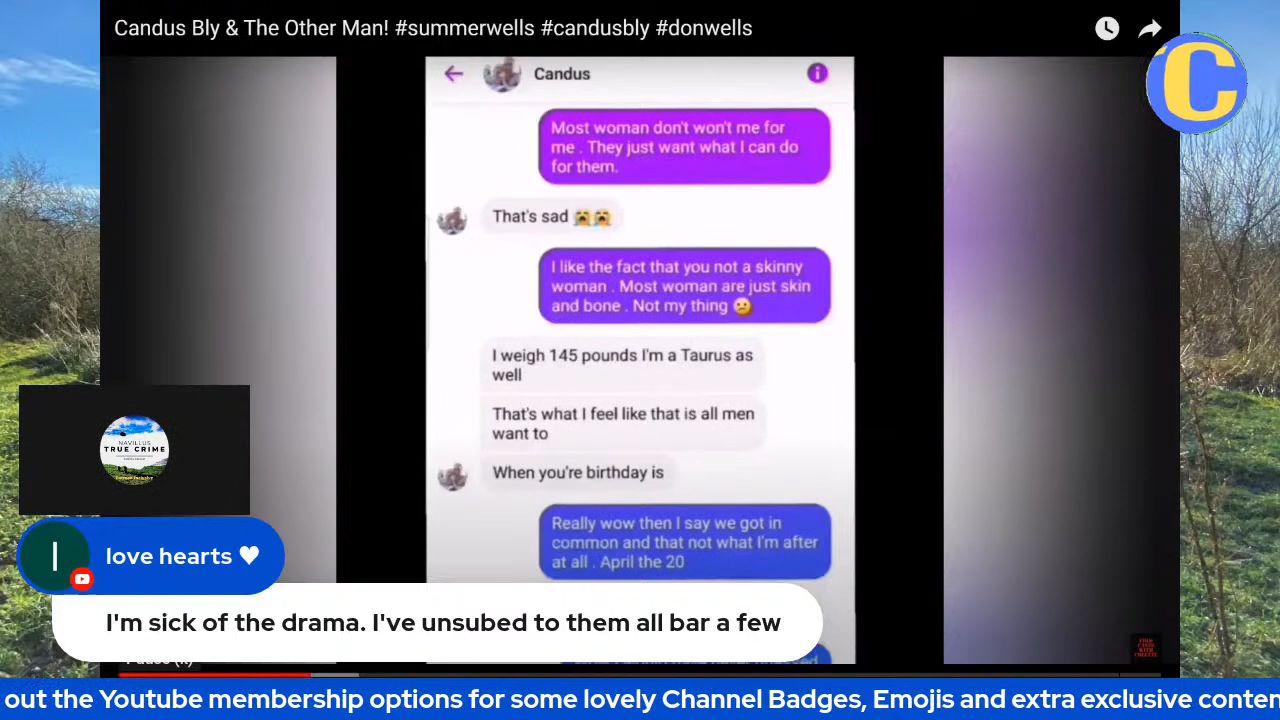 Candus Bly & The Other Man! #summerwells #candusbly #donwells
C
Candus
Most woman don't won't me for
me . They just want what I can do
for them.
That's sad 😭😭
I like the fact that you not a skinny
woman . Most woman are just skin
and bone . Not my thing 😕
I weigh 145 pounds I'm a Taurus as
well
That's what I feel like that is all men
want to
When you're birthday is
Really wow then I say we got in
common and that not what I'm after
at all . April the 20
NAVILLUS
TRUE CRIME
I
love hearts ♥
I'm sick of the drama. I've unsubed to them all bar a few
out the Youtube membership options for some lovely Channel Badges, Emojis and extra exclusive conten